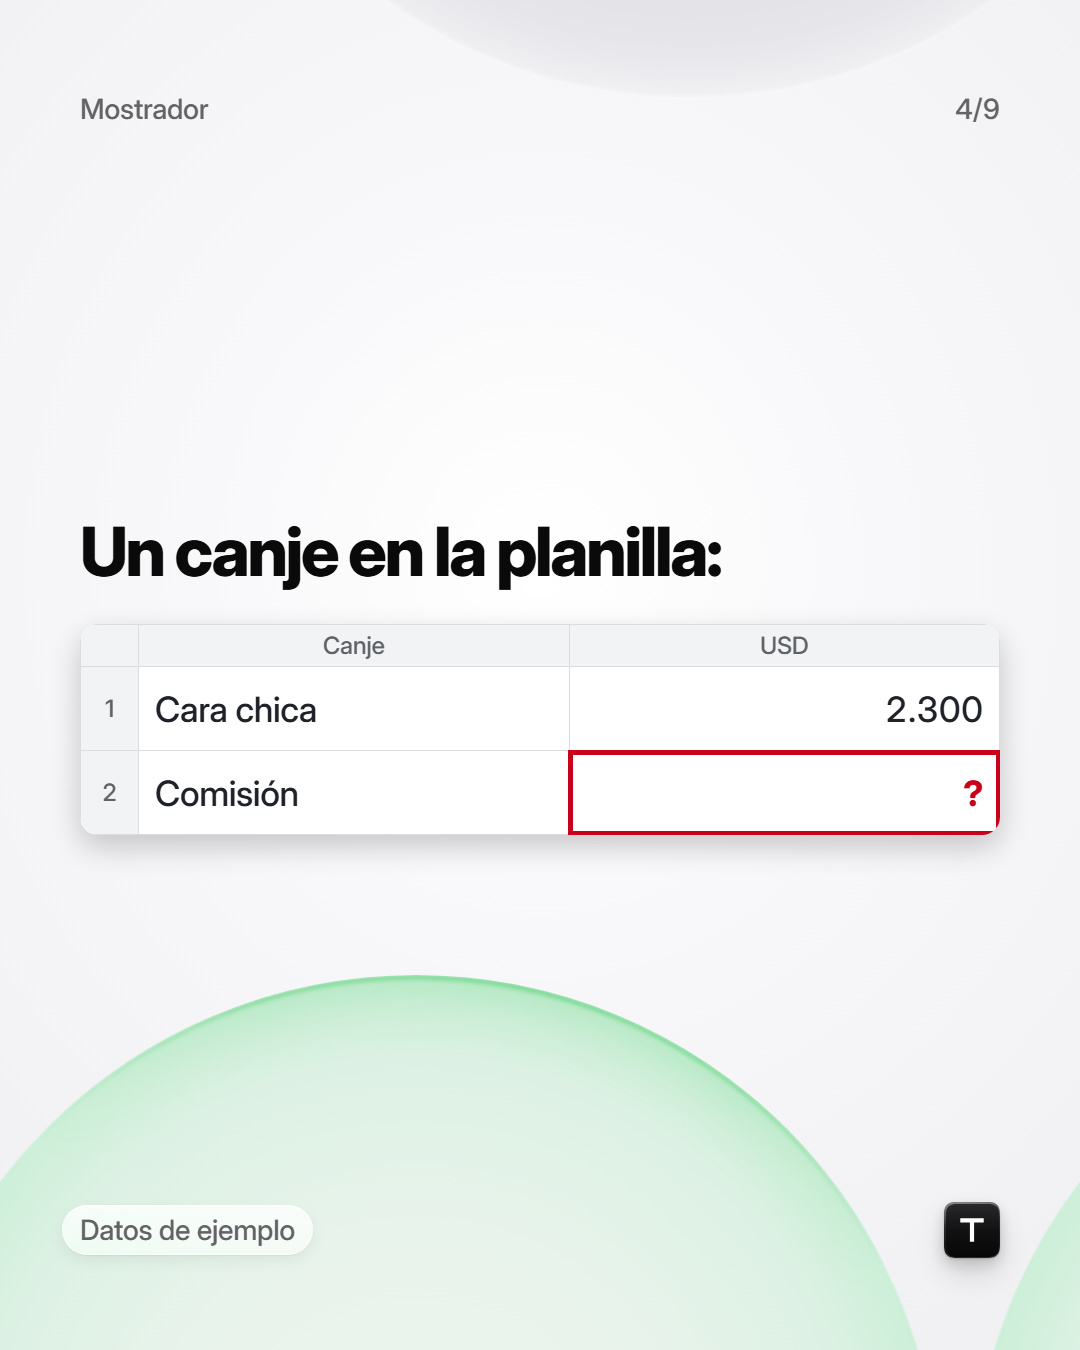 Mostrador
4/9
Un canje en la planilla:
Canje USD
1 Cara chica 2.300
2 Comisión ?
Datos de ejemplo
T